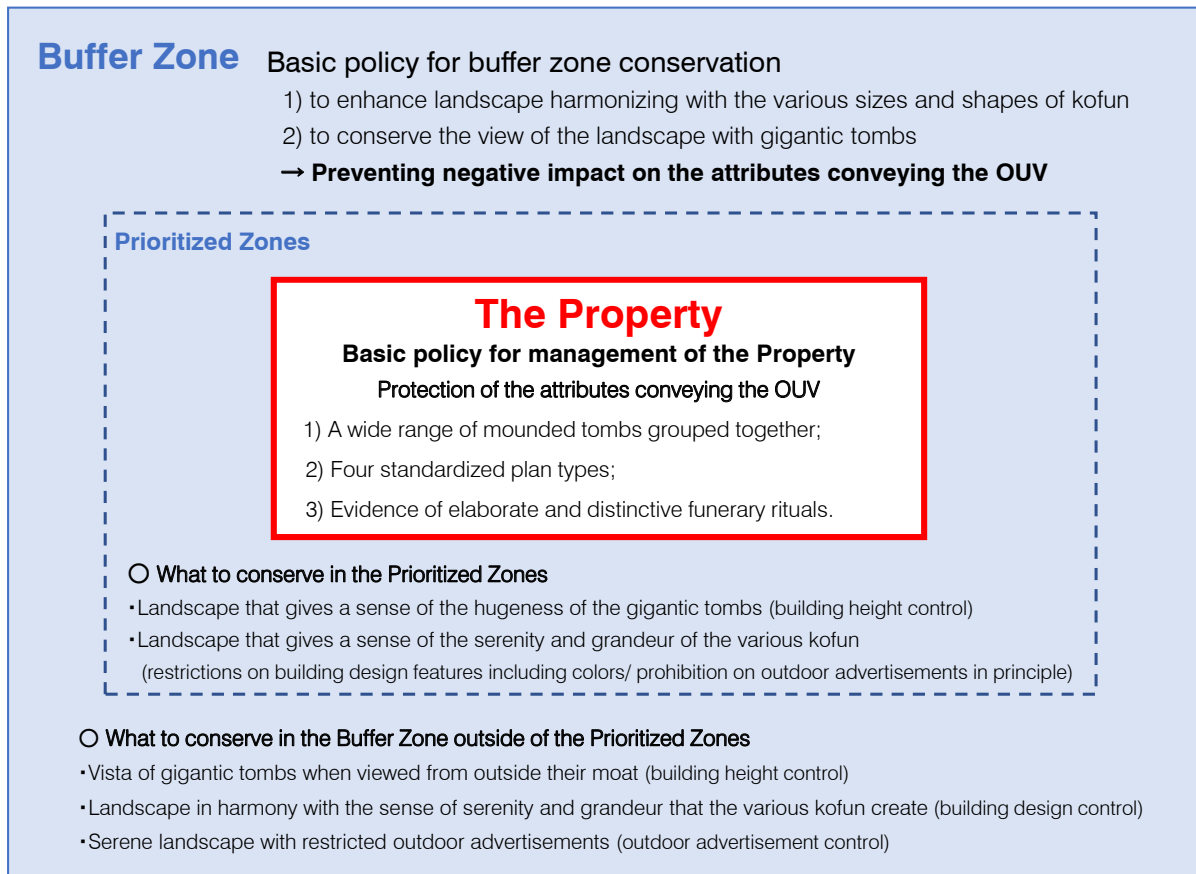 Buffer Zone Basic policy for buffer zone conservation
1) to enhance landscape harmonizing with the various sizes and shapes of kofun
2) to conserve the view of the landscape with gigantic tombs
→ Preventing negative impact on the attributes conveying the OUV
Prioritized Zones
The Property
Basic policy for management of the Property
Protection of the attributes conveying the OUV
1) A wide range of mounded tombs grouped together;
2) Four standardized plan types;
3) Evidence of elaborate and distinctive funerary rituals.
○ What to conserve in the Prioritized Zones
・Landscape that gives a sense of the hugeness of the gigantic tombs (building height control)
・Landscape that gives a sense of the serenity and grandeur of the various kofun
(restrictions on building design features including colors/ prohibition on outdoor advertisements in principle)
○ What to conserve in the Buffer Zone outside of the Prioritized Zones
・Vista of gigantic tombs when viewed from outside their moat (building height control)
・Landscape in harmony with the sense of serenity and grandeur that the various kofun create (building design control)
・Serene landscape with restricted outdoor advertisements (outdoor advertisement control)